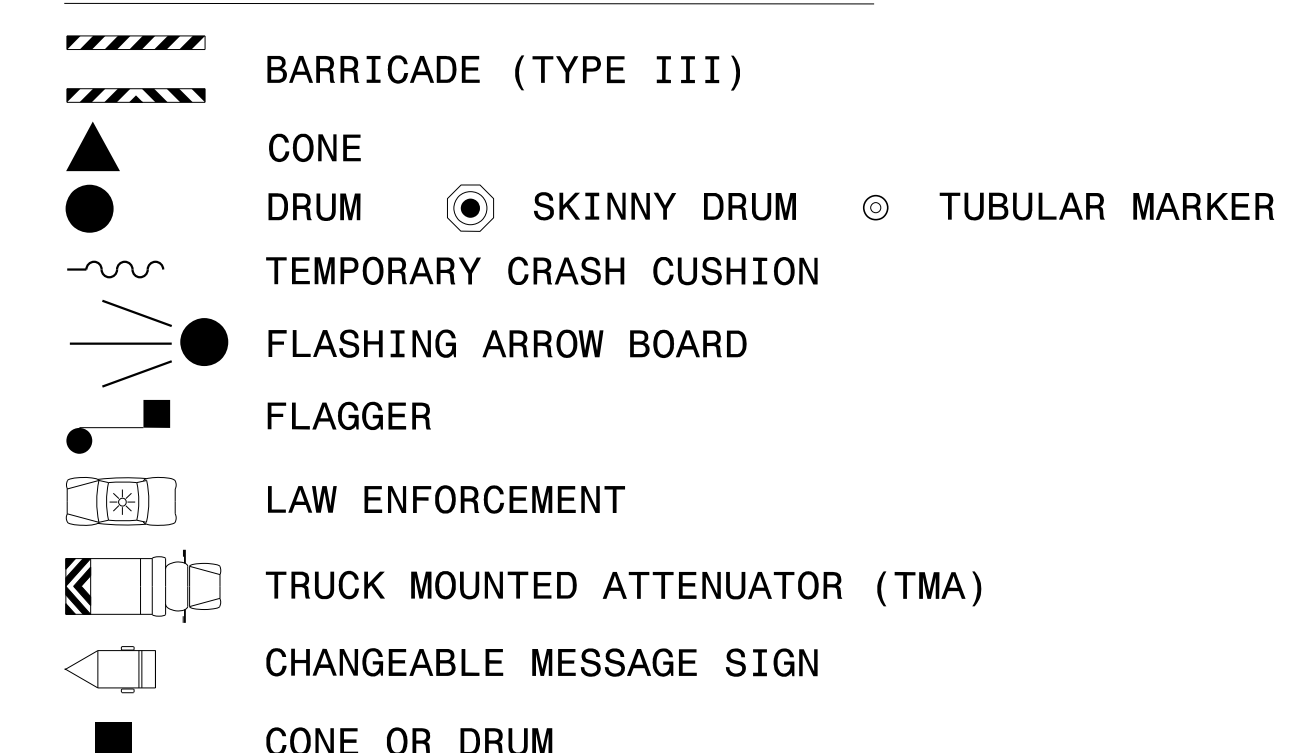 BARRICADE (TYPE III)
CONE
DRUM SKINNY DRUM TUBULAR MARKER
TEMPORARY CRASH CUSHION
FLASHING ARROW BOARD
FLAGGER
LAW ENFORCEMENT
TRUCK MOUNTED ATTENUATOR (TMA)
CHANGEABLE MESSAGE SIGN
CONE OR DRUM